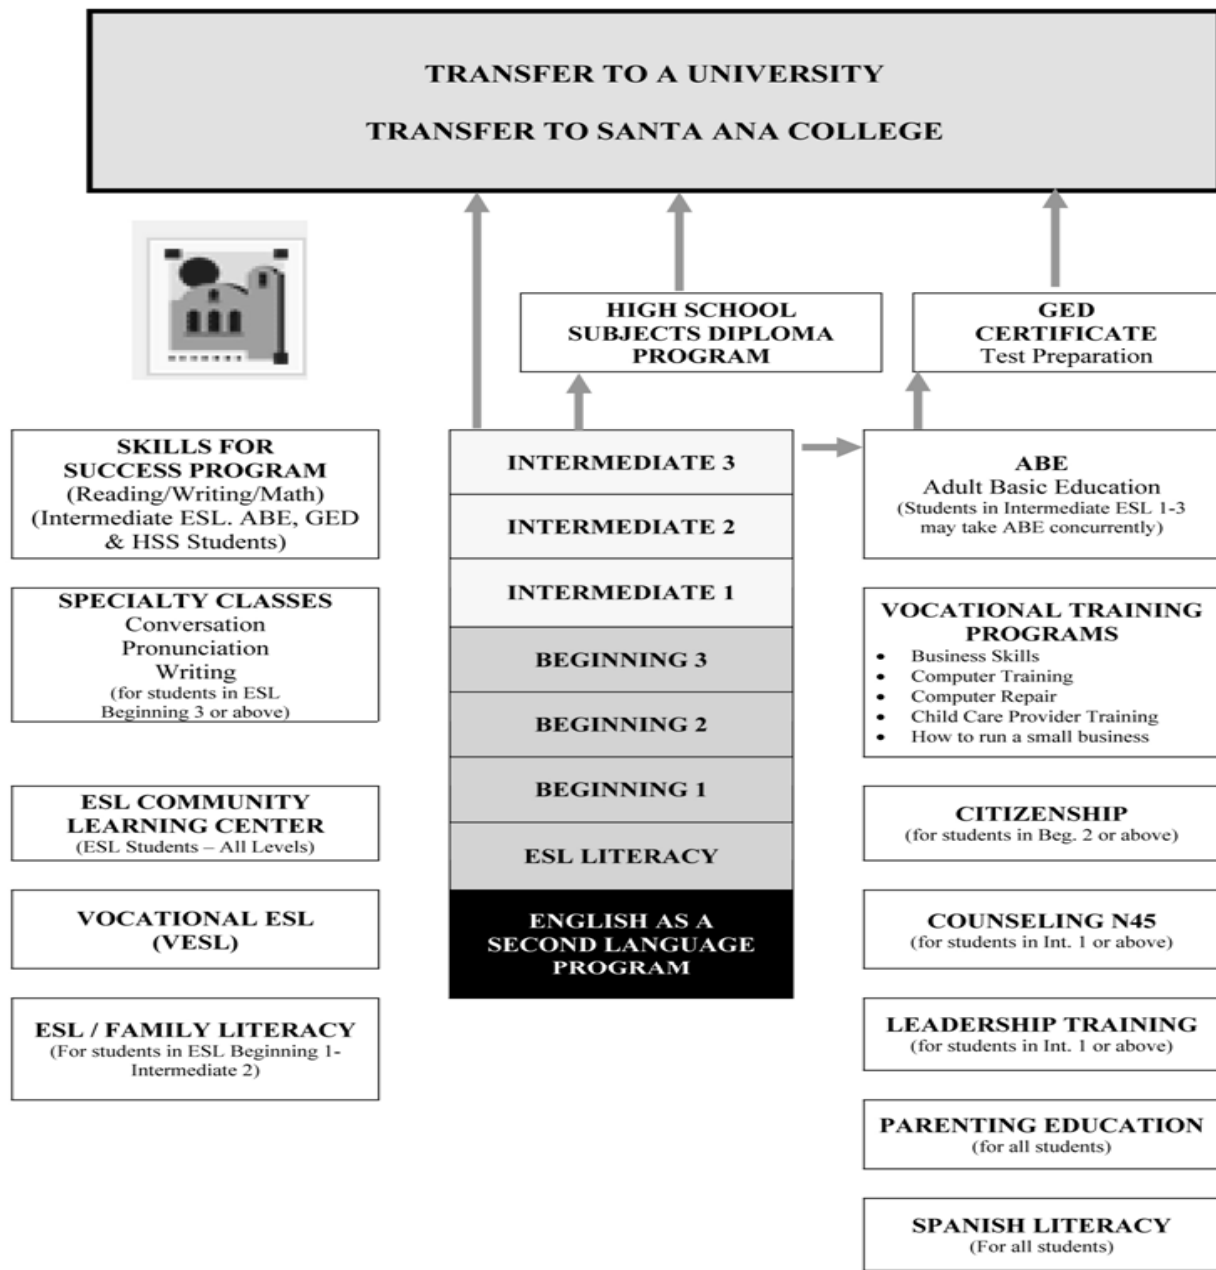 TRANSFER TO A UNIVERSITY
TRANSFER TO SANTA ANA COLLEGE
HIGH SCHOOL
SUBJECTS DIPLOMA
PROGRAM
GED
CERTIFICATE
Test Preparation
SKILLS FOR
SUCCESS PROGRAM
(Reading/Writing/Math)
(Intermediate ESL. ABE, GED
& HSS Students)
SPECIALTY CLASSES
Conversation
Pronunciation
Writing
(for students in ESL
Beginning 3 or above)
ESL COMMUNITY
LEARNING CENTER
(ESL Students – All Levels)
VOCATIONAL ESL
(VESL)
ESL / FAMILY LITERACY
(For students in ESL Beginning 1-
Intermediate 2)
INTERMEDIATE 3
INTERMEDIATE 2
INTERMEDIATE 1
BEGINNING 3
BEGINNING 2
BEGINNING 1
ESL LITERACY
ENGLISH AS A
SECOND LANGUAGE
PROGRAM
ABE
Adult Basic Education
(Students in Intermediate ESL 1-3
may take ABE concurrently)
VOCATIONAL TRAINING
PROGRAMS
• Business Skills
• Computer Training
• Computer Repair
• Child Care Provider Training
• How to run a small business
CITIZENSHIP
(for students in Beg. 2 or above)
COUNSELING N45
(for students in Int. 1 or above)
LEADERSHIP TRAINING
(for students in Int. 1 or above)
PARENTING EDUCATION
(for all students)
SPANISH LITERACY
(For all students)